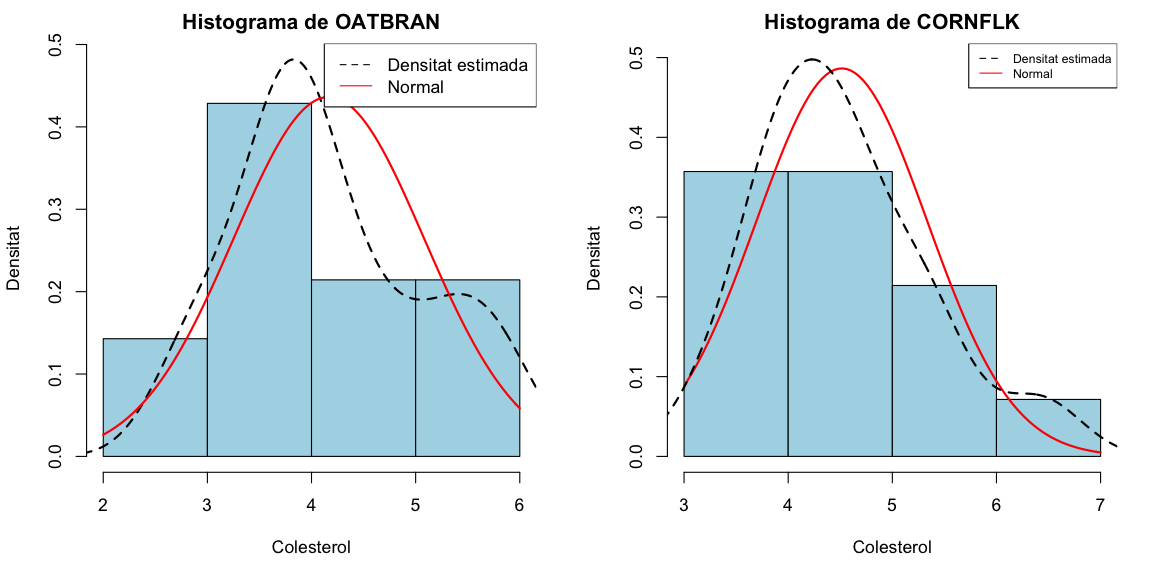 Histograma de OATBRAN
Densitat estimada
Normal
Densitat
0.0
0.1
0.2
0.3
0.4
0.5
2
3
4
5
6
Colesterol
Histograma de CORNFLK
Densitat estimada
Normal
Densitat
0.0
0.1
0.2
0.3
0.4
0.5
3
4
5
6
7
Colesterol